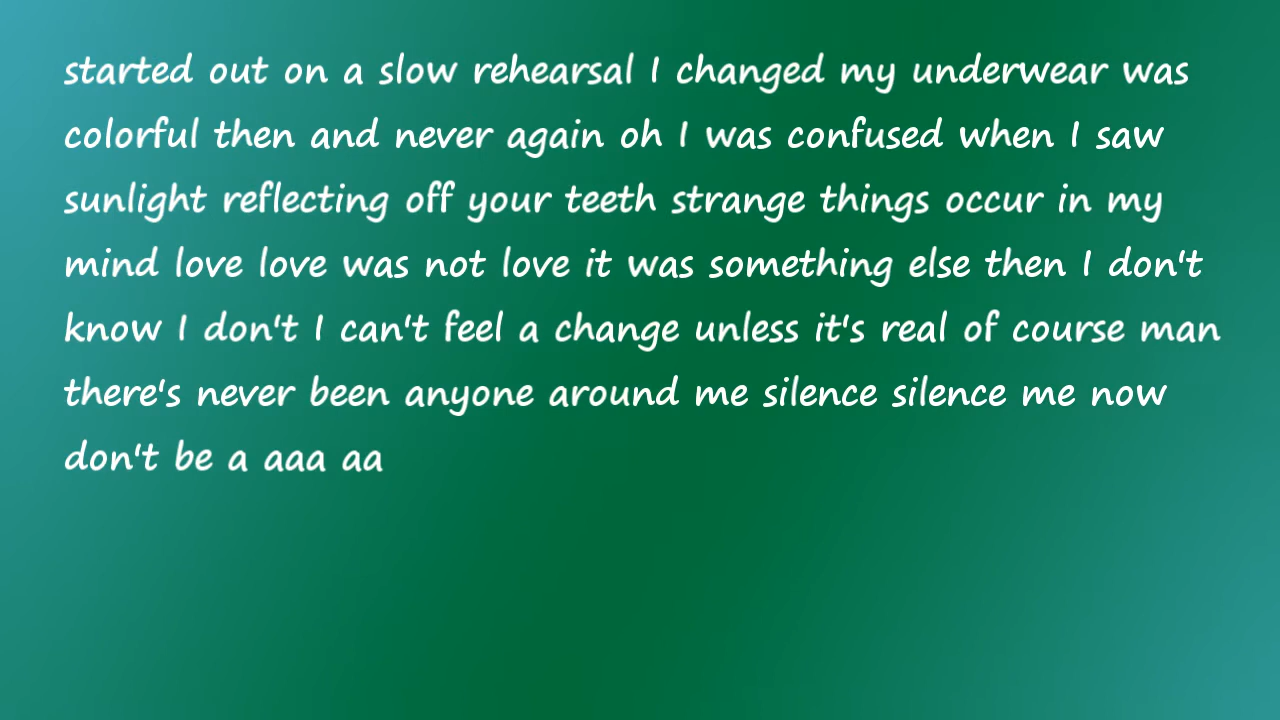 started out on a slow rehearsal I changed my underwear was
colorful then and never again oh I was confused when I saw
sunlight reflecting off your teeth strange things occur in my
mind love love was not love it was something else then I don't
know I don't I can't feel a change unless it's real of course man
there's never been anyone around me silence silence me now
don't be a aaa aa